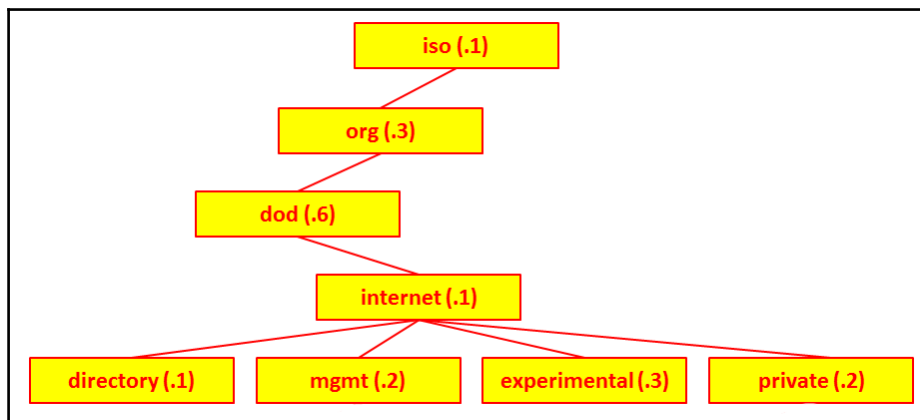 iso (.1)
org (.3)
dod (.6)
internet (.1)
directory (.1)
mgmt (.2)
experimental (.3)
private (.2)